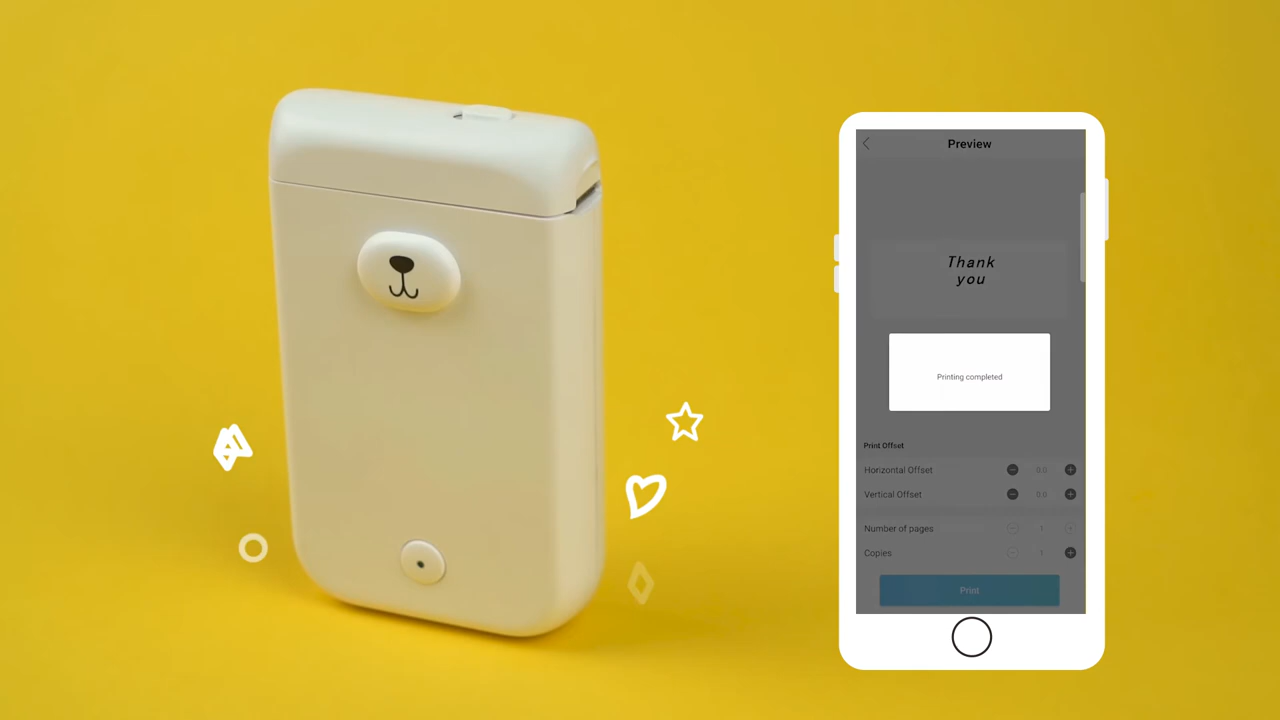 Preview
Thank
you
Printing completed
Print Offset
Horizontal Offset
0.0
Vertical Offset
0.0
Number of pages
1
Copies
1
Print